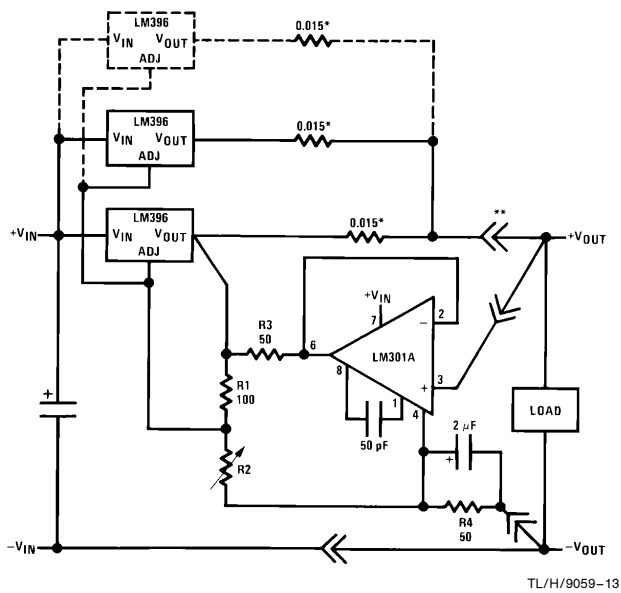 LM396
VIN VOUT
ADJ
0.015*
LM396
VIN VOUT
ADJ
0.015*
LM396
+VIN VIN VOUT
ADJ
0.015*
**
+VOUT
+VIN
7
2
−
R3
50
6
LM301A
8
+
3
1
4
R1
100
50 pF
2 μF
+
LOAD
+
R2
R4
50
−VIN
−VOUT
TL/H/9059–13